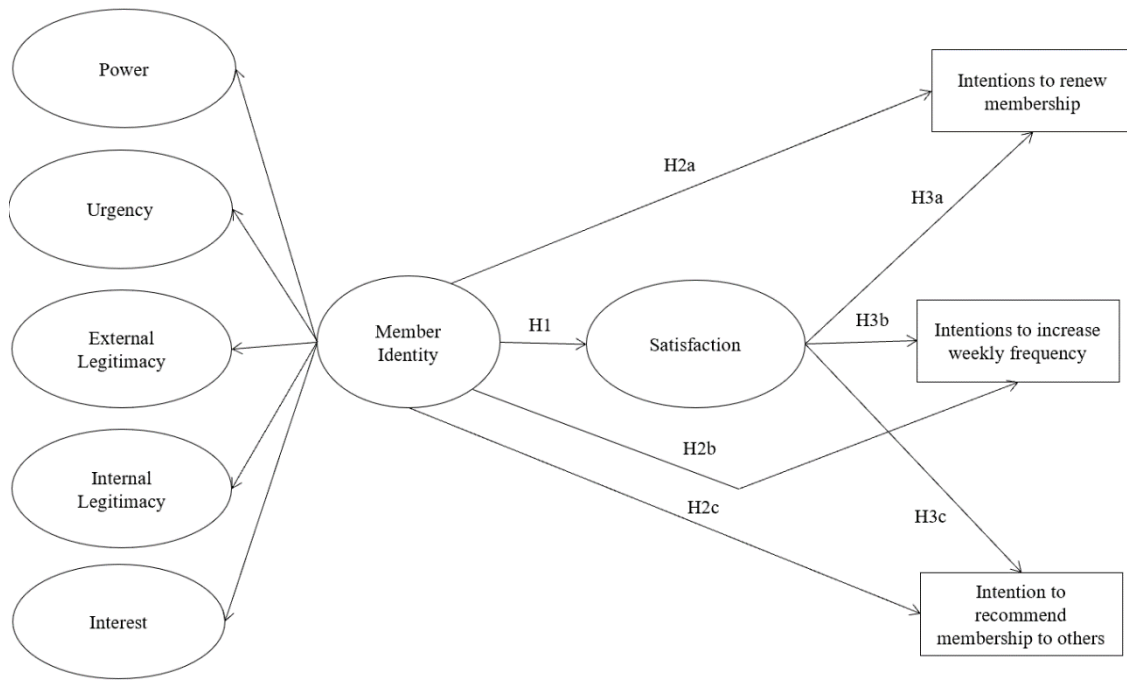 Power
Urgency
External
Legitimacy
Internal
Legitimacy
Interest
Member
Identity
H1
Satisfaction
H2a
H2b
H2c
H3a
H3b
H3c
Intentions to renew
membership
Intentions to increase
weekly frequency
Intention to
recommend
membership to others